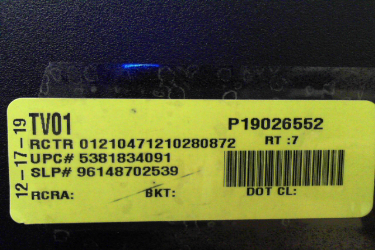 12-17-19
TV01 P19026552
RCTR 01210471210280872 RT :7
UPC# 5381834091
SLP# 96148702539
RCRA: BKT: DOT CL: